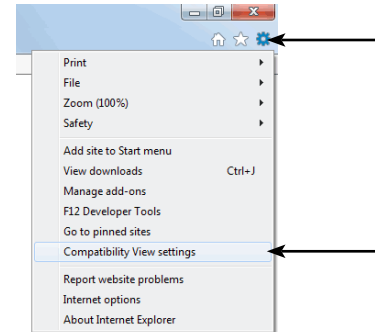 Print
File
Zoom (100%)
Safety
Add site to Start menu
View downloads Ctrl+J
Manage add-ons
F12 Developer Tools
Go to pinned sites
Compatibility View settings
Report website problems
Internet options
About Internet Explorer